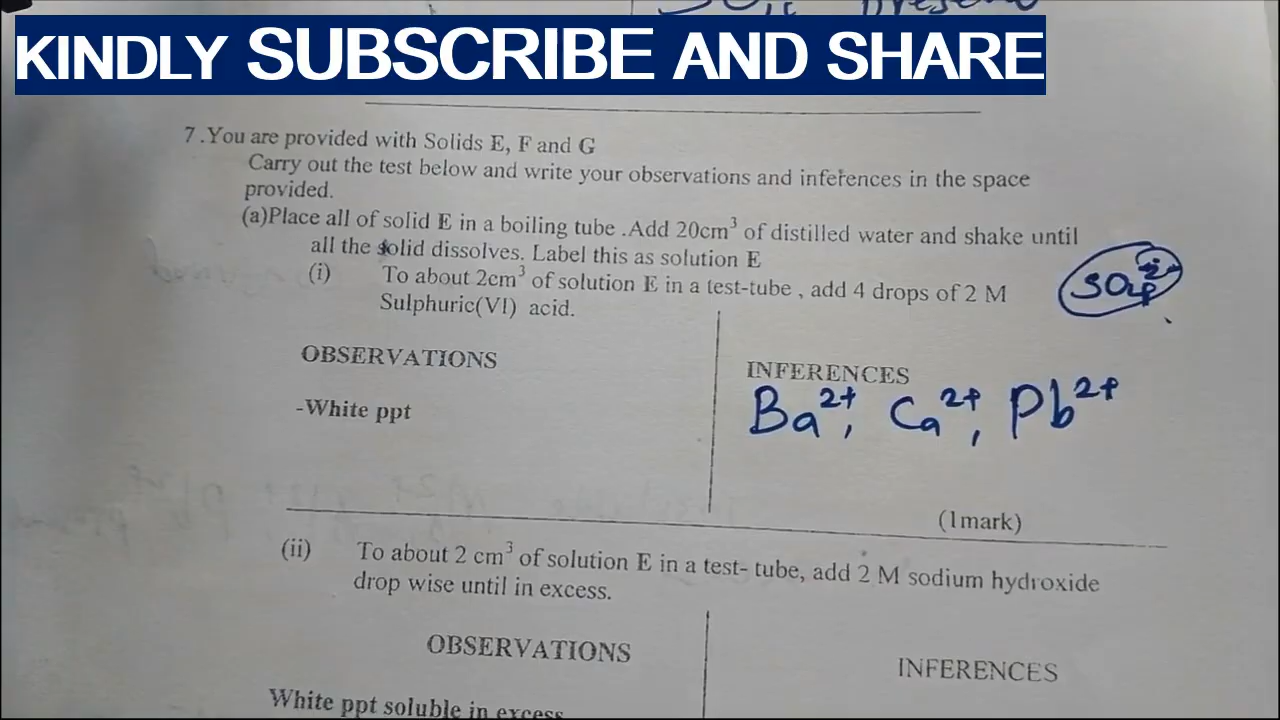 KINDLY SUBSCRIBE AND SHARE
7.You are provided with Solids E, F and G
Carry out the test below and write your observations and inferences in the space
provided.
(a)Place all of solid E in a boiling tube .Add 20cm³ of distilled water and shake until
all the solid dissolves. Label this as solution E
(i) To about 2cm³ of solution E in a test-tube , add 4 drops of 2 M
Sulphuric(VI) acid.
SO₄²⁻
OBSERVATIONS
INFERENCES
-White ppt
Ba²⁺, Ca²⁺, Pb²⁺
(1mark)
(ii) To about 2 cm³ of solution E in a test- tube, add 2 M sodium hydroxide
drop wise until in excess.
OBSERVATIONS
INFERENCES
White ppt soluble in excess